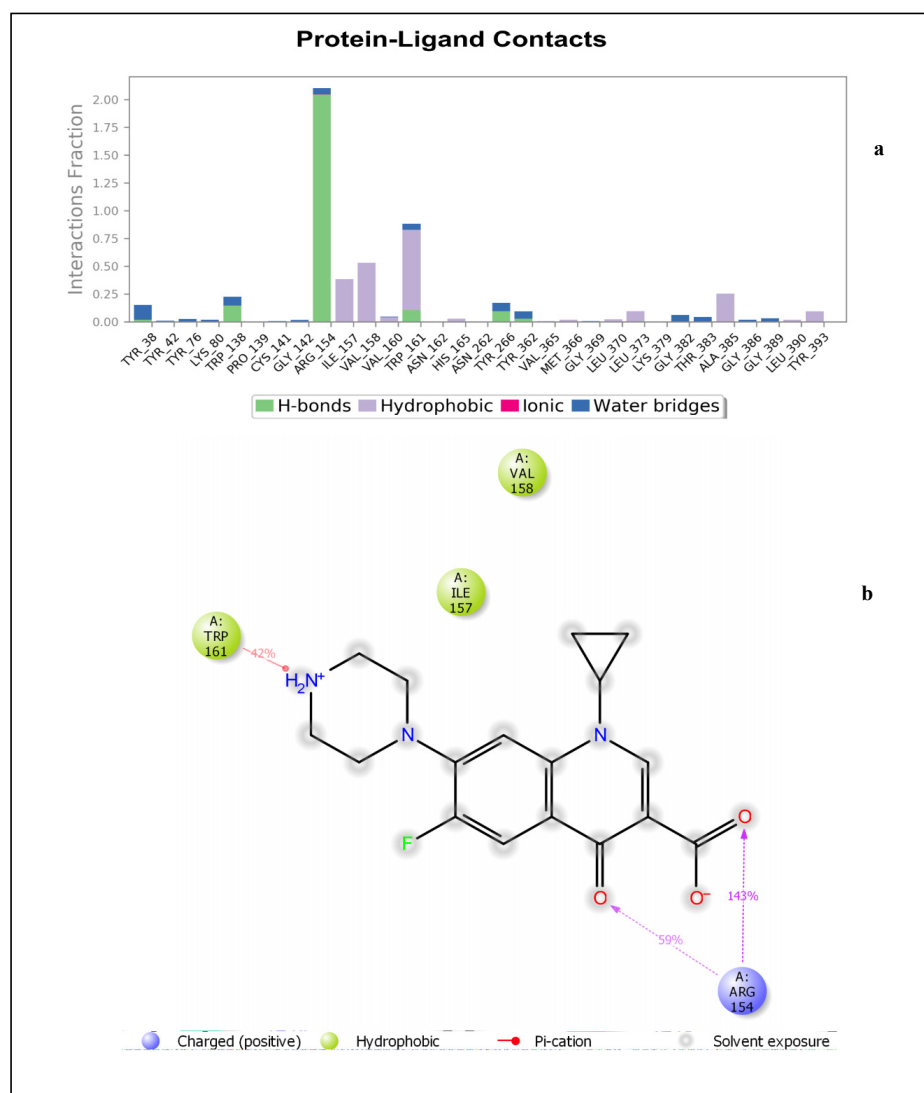 Protein-Ligand Contacts
a
Interactions Fraction
2.00
1.75
1.50
1.25
1.00
0.75
0.50
0.25
0.00
TYR_38
TYR_42
TYR_76
LYS_80
TRP_138
PRO_139
CYS_141
GLY_142
ARG_154
ILE_157
VAL_158
VAL_160
TRP_161
ASN_162
HIS_165
ASN_262
TYR_266
TYR_362
VAL_365
MET_366
GLY_369
LEU_370
LEU_373
LYS_379
GLY_382
THR_383
ALA_385
GLY_386
GLY_389
LEU_390
TYR_393
H-bonds Hydrophobic Ionic Water bridges
A:
VAL
158
b
A:
ILE
157
A:
TRP
161
42%
H₂N⁺
N
N
F
O
O
O⁻
143%
59%
A:
ARG
154
Charged (positive) Hydrophobic Pi-cation Solvent exposure